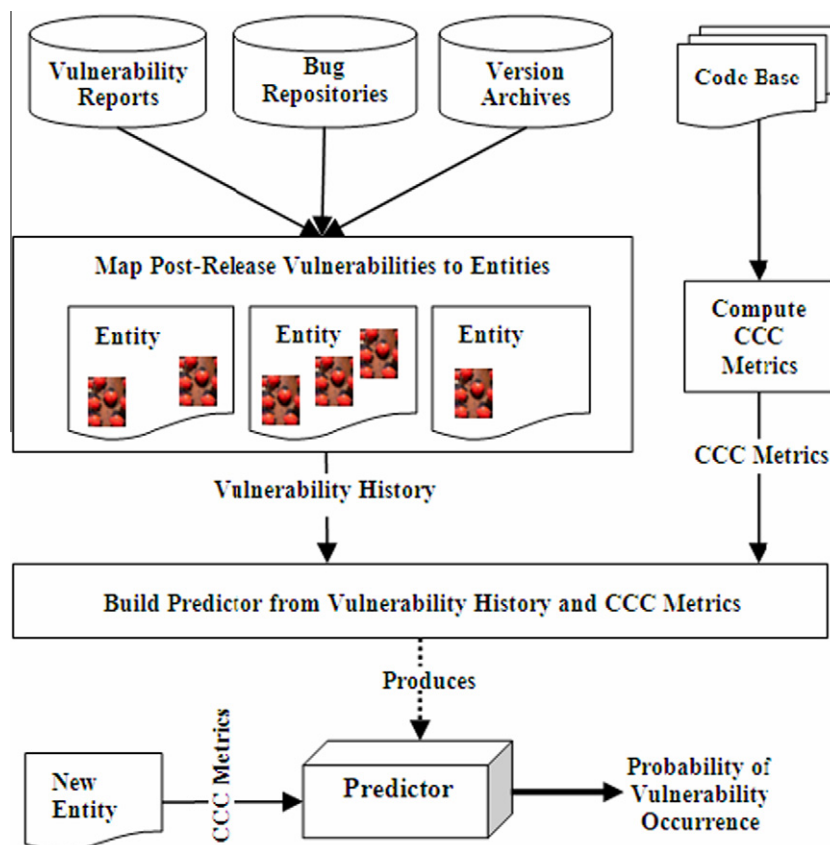 Vulnerability
Reports
Bug
Repositories
Version
Archives
Code Base
Map Post-Release Vulnerabilities to Entities
Entity
Entity
Entity
Compute
CCC
Metrics
Vulnerability History
CCC Metrics
Build Predictor from Vulnerability History and CCC Metrics
Produces
New
Entity
CCC Metrics
Predictor
Probability of
Vulnerability
Occurrence